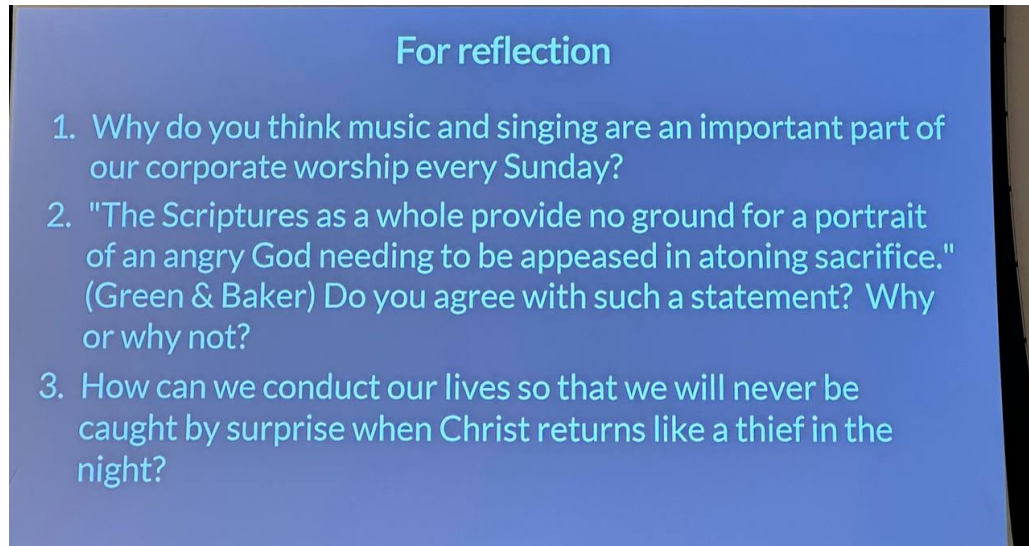 For reflection
1. Why do you think music and singing are an important part of
our corporate worship every Sunday?
2. "The Scriptures as a whole provide no ground for a portrait
of an angry God needing to be appeased in atoning sacrifice."
(Green & Baker) Do you agree with such a statement? Why
or why not?
3. How can we conduct our lives so that we will never be
caught by surprise when Christ returns like a thief in the
night?